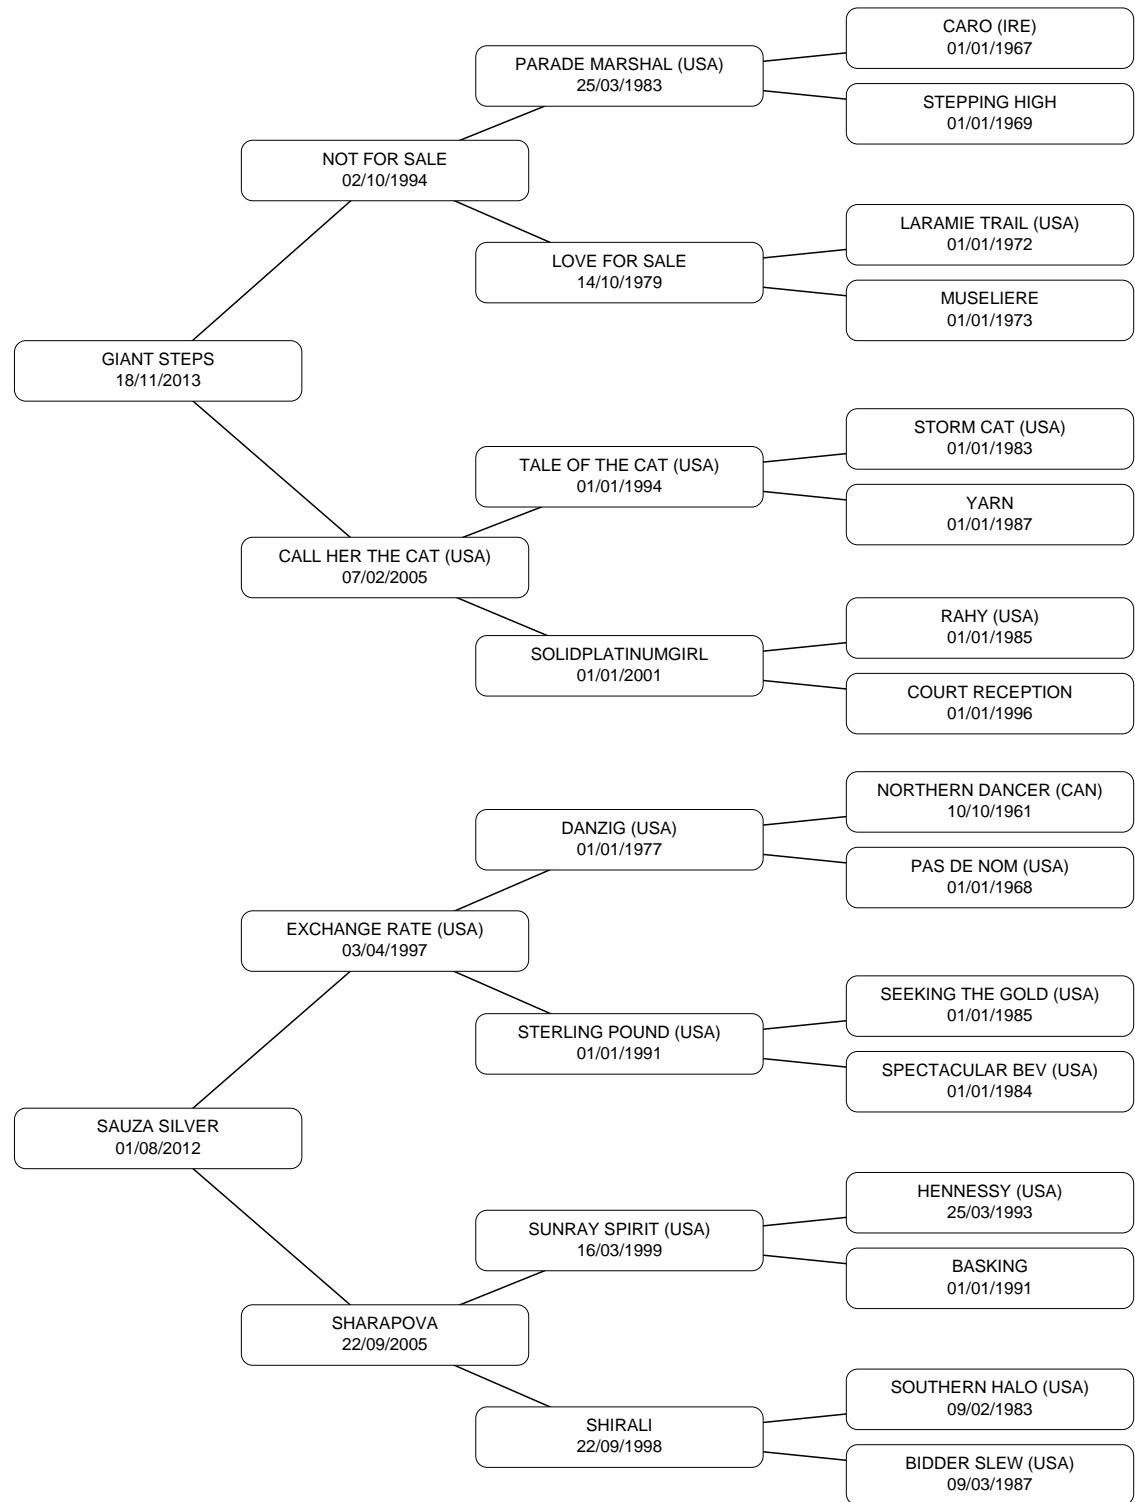 CARO (IRE)
01/01/1967
PARADE MARSHAL (USA)
25/03/1983
STEPPING HIGH
01/01/1969
NOT FOR SALE
02/10/1994
LARAMIE TRAIL (USA)
01/01/1972
LOVE FOR SALE
14/10/1979
MUSELIERE
01/01/1973
GIANT STEPS
18/11/2013
STORM CAT (USA)
01/01/1983
TALE OF THE CAT (USA)
01/01/1994
YARN
01/01/1987
CALL HER THE CAT (USA)
07/02/2005
RAHY (USA)
01/01/1985
SOLIDPLATINUMGIRL
01/01/2001
COURT RECEPTION
01/01/1996
NORTHERN DANCER (CAN)
10/10/1961
DANZIG (USA)
01/01/1977
PAS DE NOM (USA)
01/01/1968
EXCHANGE RATE (USA)
03/04/1997
SEEKING THE GOLD (USA)
01/01/1985
STERLING POUND (USA)
01/01/1991
SPECTACULAR BEV (USA)
01/01/1984
SAUZA SILVER
01/08/2012
HENNESSY (USA)
25/03/1993
SUNRAY SPIRIT (USA)
16/03/1999
BASKING
01/01/1991
SHARAPOVA
22/09/2005
SOUTHERN HALO (USA)
09/02/1983
SHIRALI
22/09/1998
BIDDER SLEW (USA)
09/03/1987